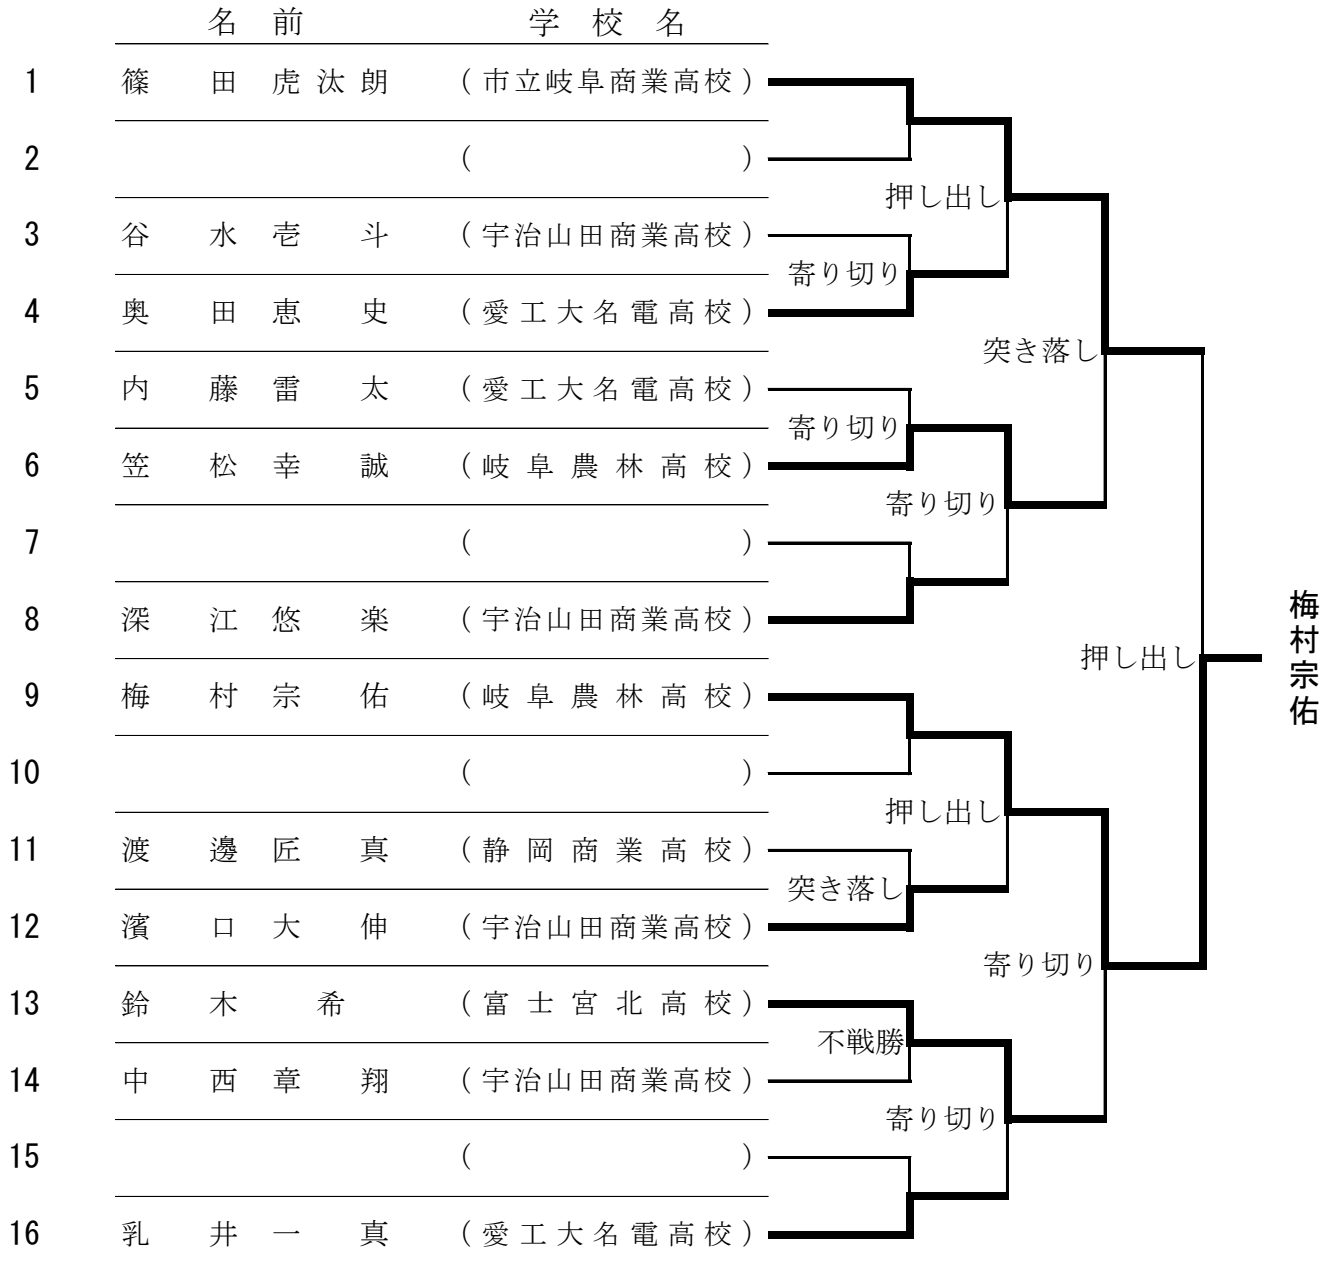 名前 学校名
1 篠田虎汰朗 (市立岐阜商業高校)
2 ( )
押し出し
3 谷水壱斗 (宇治山田商業高校)
寄り切り
4 奥田恵史 (愛工大名電高校)
突き落し
5 内藤雷太 (愛工大名電高校)
寄り切り
6 笠松幸誠 (岐阜農林高校)
寄り切り
7 ( )
8 深江悠楽 (宇治山田商業高校)
押し出し
梅村宗佑
9 梅村宗佑 (岐阜農林高校)
10 ( )
押し出し
11 渡邊匠真 (静岡商業高校)
突き落し
12 濱口大伸 (宇治山田商業高校)
寄り切り
13 鈴木希 (富士宮北高校)
不戦勝
14 中西章翔 (宇治山田商業高校)
寄り切り
15 ( )
16 乳井一真 (愛工大名電高校)